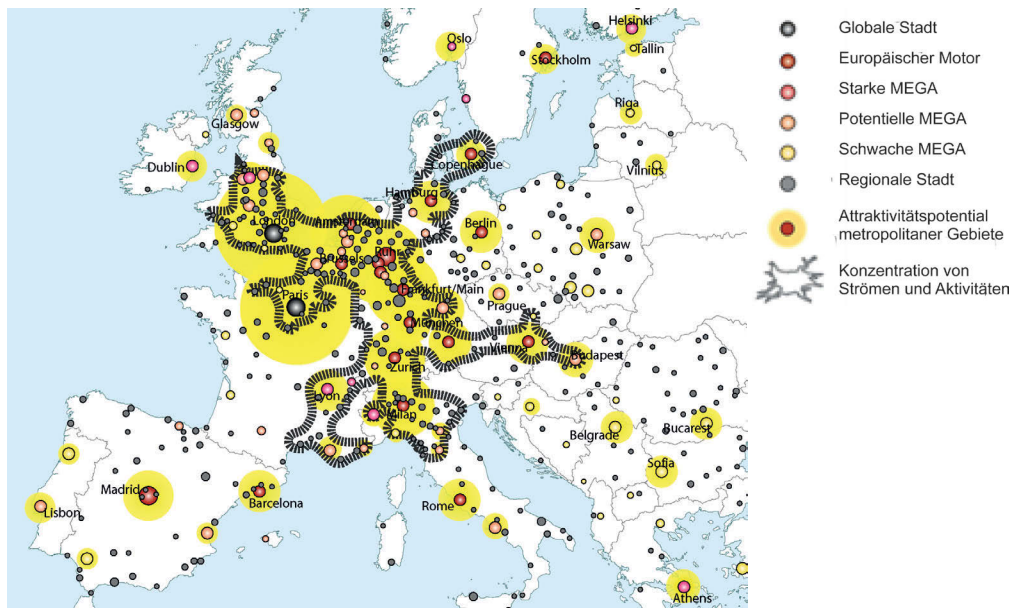 Helsinki
Oslo
Tallin
Stockholm
Riga
Glasgow
Dublin
Copenhague
Vilnius
Hamburg
London
Berlin
Warsaw
Ruhr
Brüssels
Paris
Frankfurt/Main
Prague
München
Vienna
Budapest
Zurich
Lyon
Milan
Belgrade
Bucarest
Sofia
Madrid
Barcelona
Rome
Lisbon
Athens
Globale Stadt
Europäischer Motor
Starke MEGA
Potentielle MEGA
Schwache MEGA
Regionale Stadt
Attraktivitätspotential
metropolitaner Gebiete
Konzentration von
Strömen und Aktivitäten